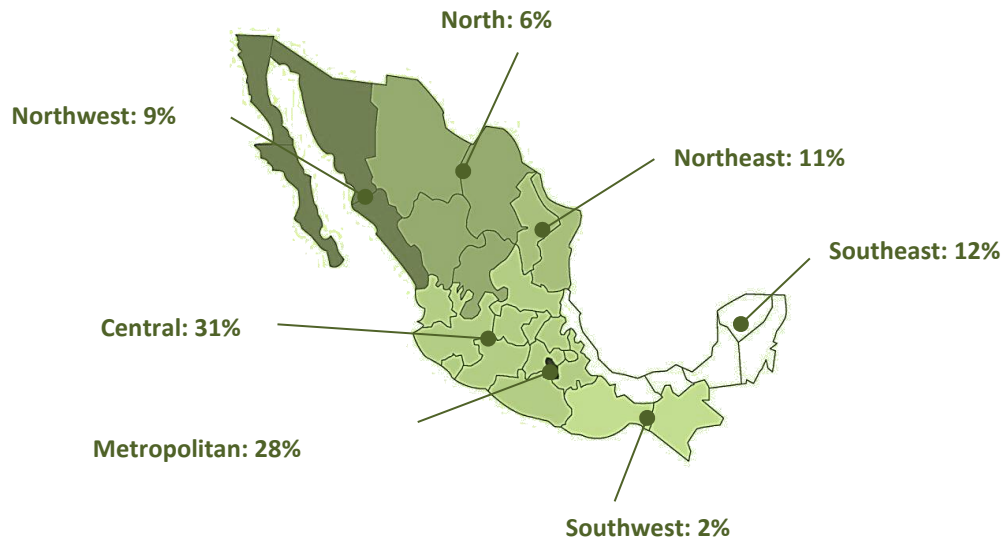 North: 6%
Northwest: 9%
Northeast: 11%
Southeast: 12%
Central: 31%
Metropolitan: 28%
Southwest: 2%